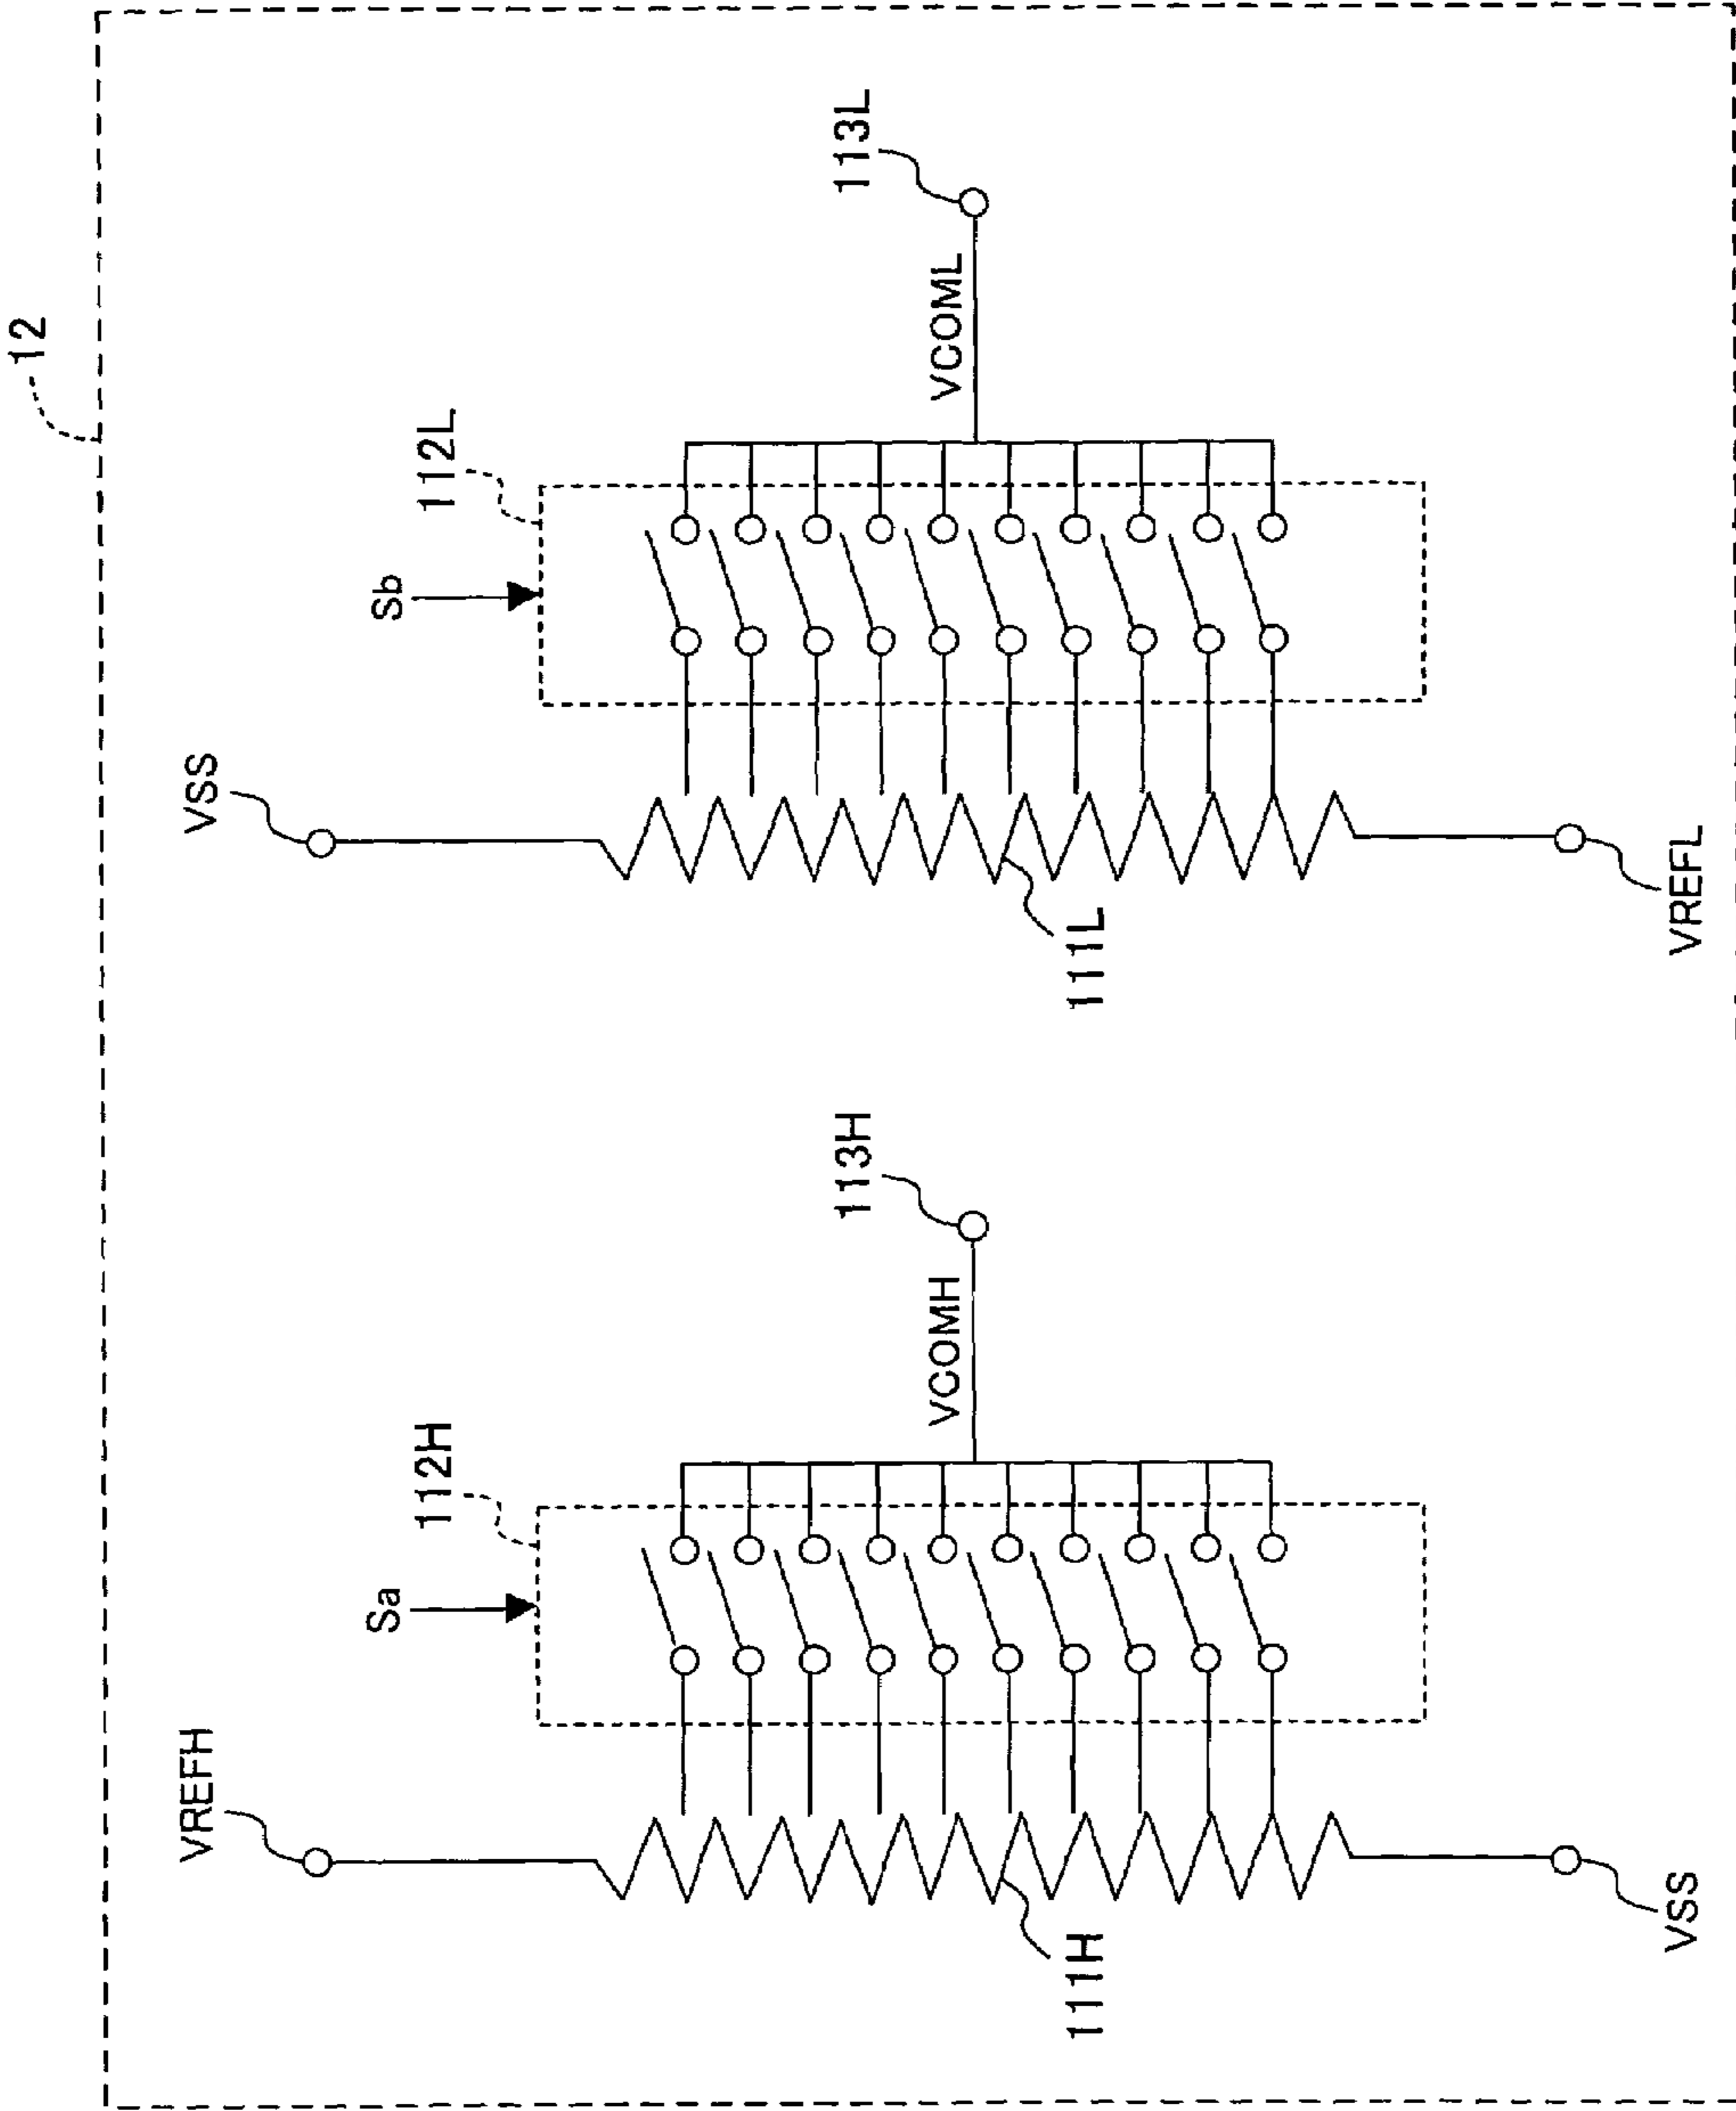 12
VREFH
VSS
Sa
Sb
112H
112L
113H
113L
VCOMH
VCOML
111H
111L
VSS
VREFL